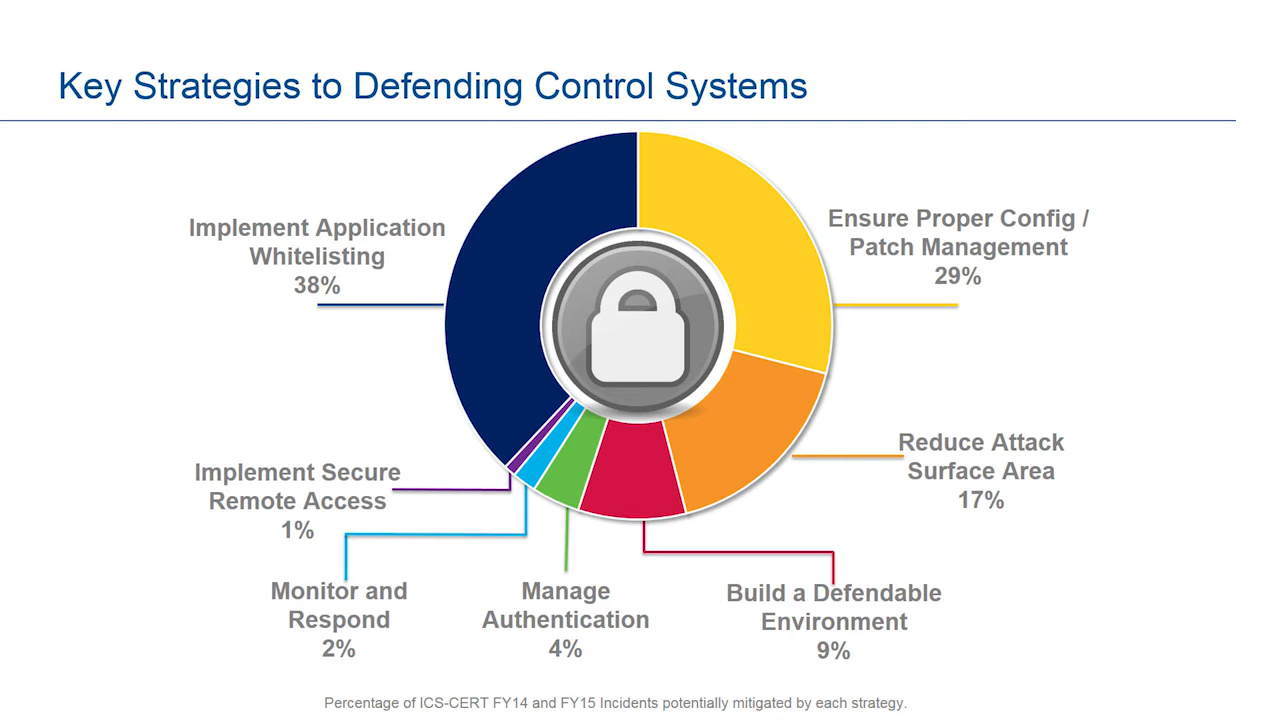 Key Strategies to Defending Control Systems
Implement Application
Whitelisting
38%
Ensure Proper Config /
Patch Management
29%
Reduce Attack
Surface Area
17%
Implement Secure
Remote Access
1%
Monitor and
Respond
2%
Manage
Authentication
4%
Build a Defendable
Environment
9%
Percentage of ICS-CERT FY14 and FY15 Incidents potentially mitigated by each strategy.